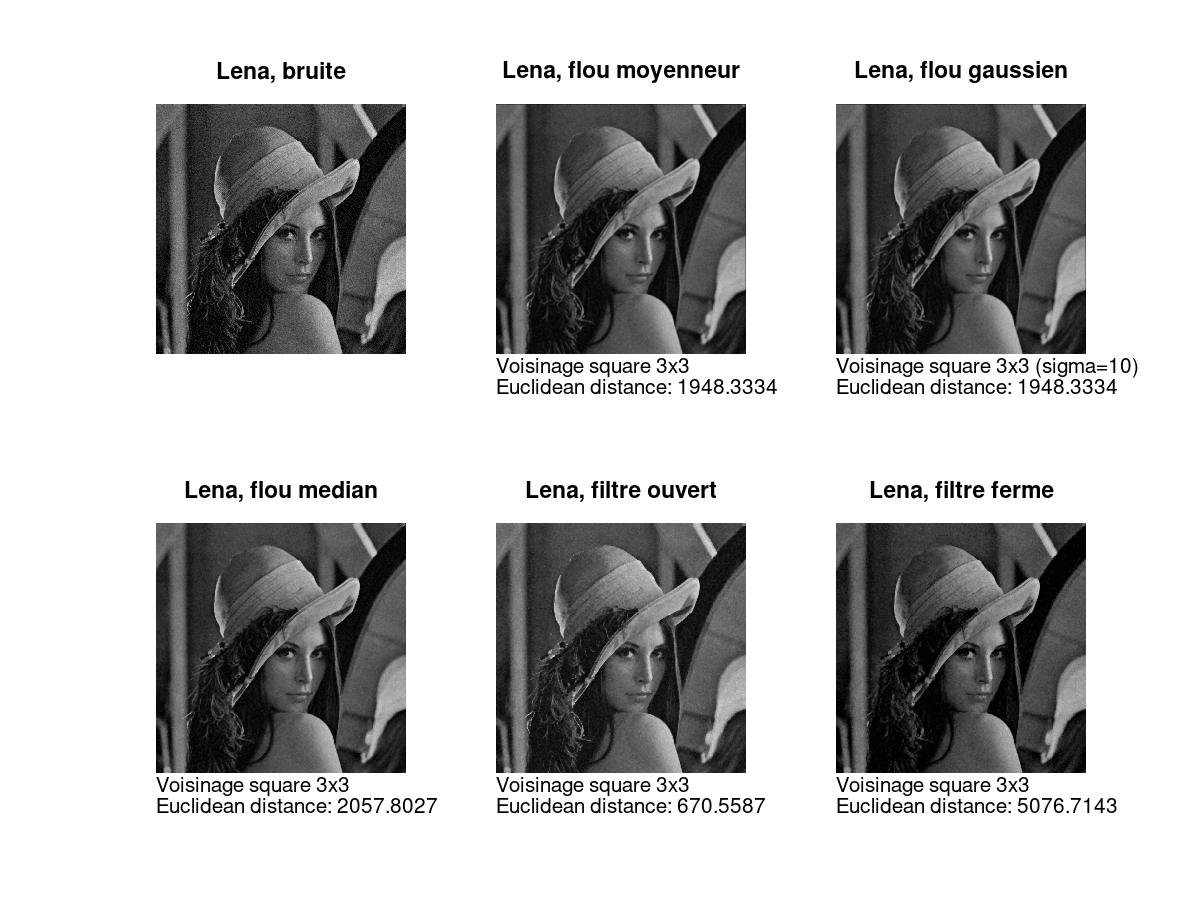 Lena, bruite
Lena, flou moyenneur
Lena, flou gaussien
Voisinage square 3x3
Euclidean distance: 1948.3334
Voisinage square 3x3 (sigma=10)
Euclidean distance: 1948.3334
Lena, flou median
Lena, filtre ouvert
Lena, filtre ferme
Voisinage square 3x3
Euclidean distance: 2057.8027
Voisinage square 3x3
Euclidean distance: 670.5587
Voisinage square 3x3
Euclidean distance: 5076.7143